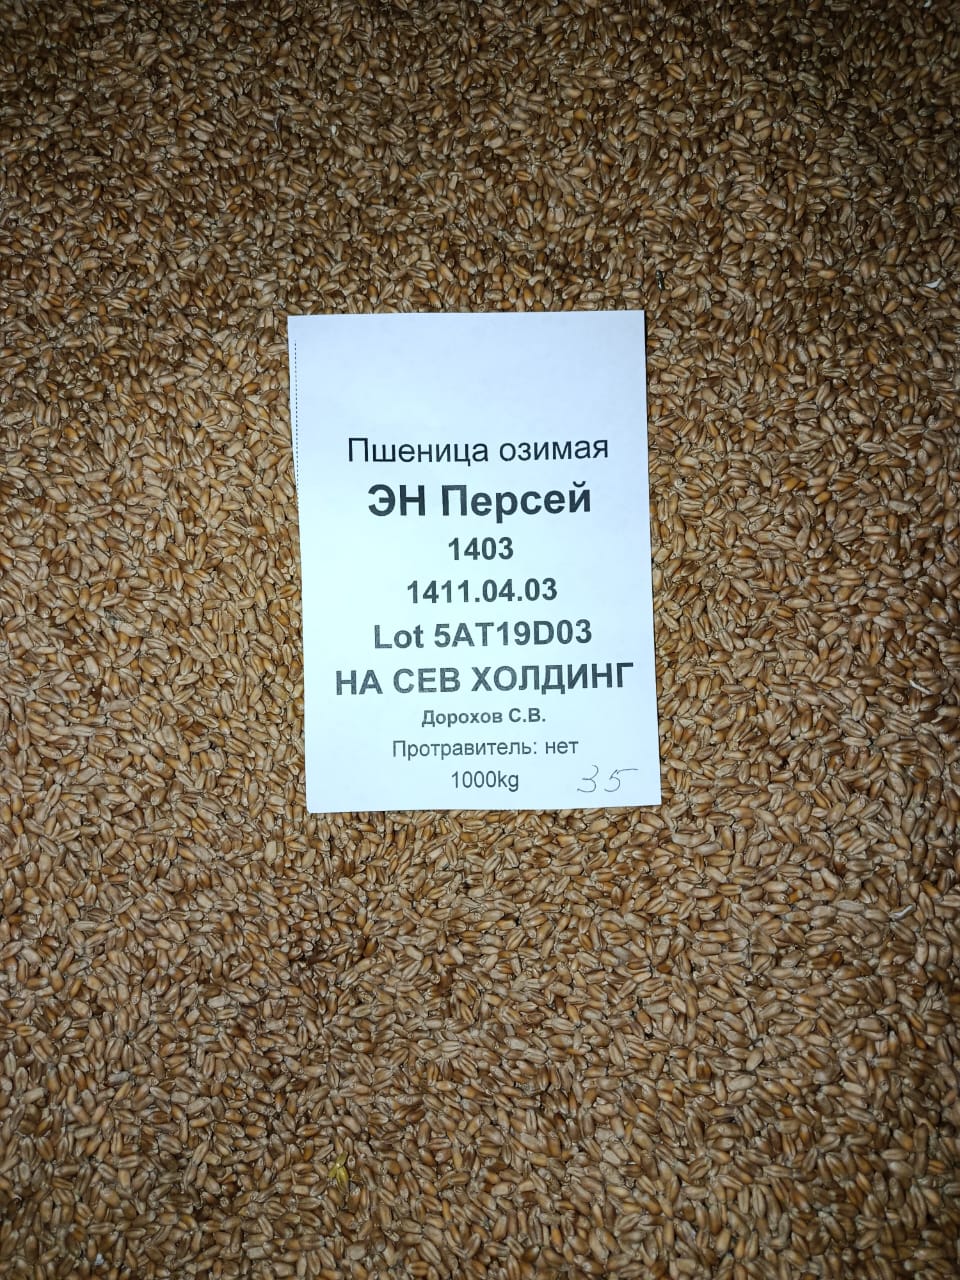 Пшеница озимая
ЭН Персей
1403
1411.04.03
Lot 5AT19D03
НА СЕВ ХОЛДИНГ
Дорохов С.В.
Протравитель: нет
1000kg 35